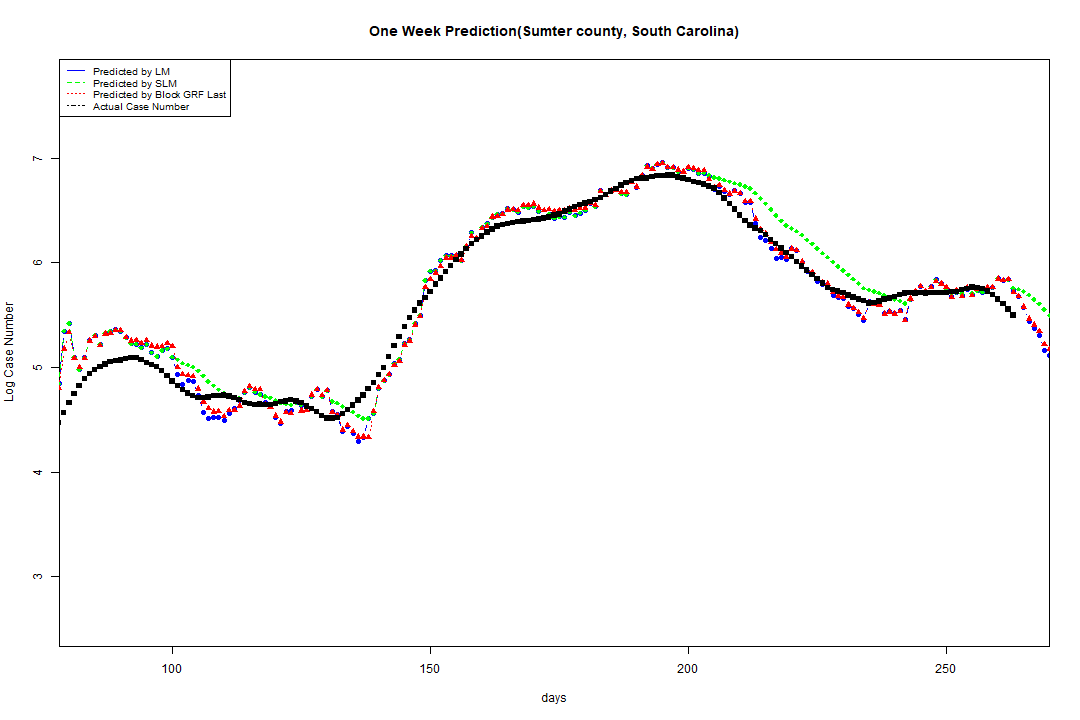 One Week Prediction(Sumter county, South Carolina)
Predicted by LM
Predicted by SLM
Predicted by Block GRF Last
Actual Case Number
7
6
5
4
3
Log Case Number
100 150 200 250
days